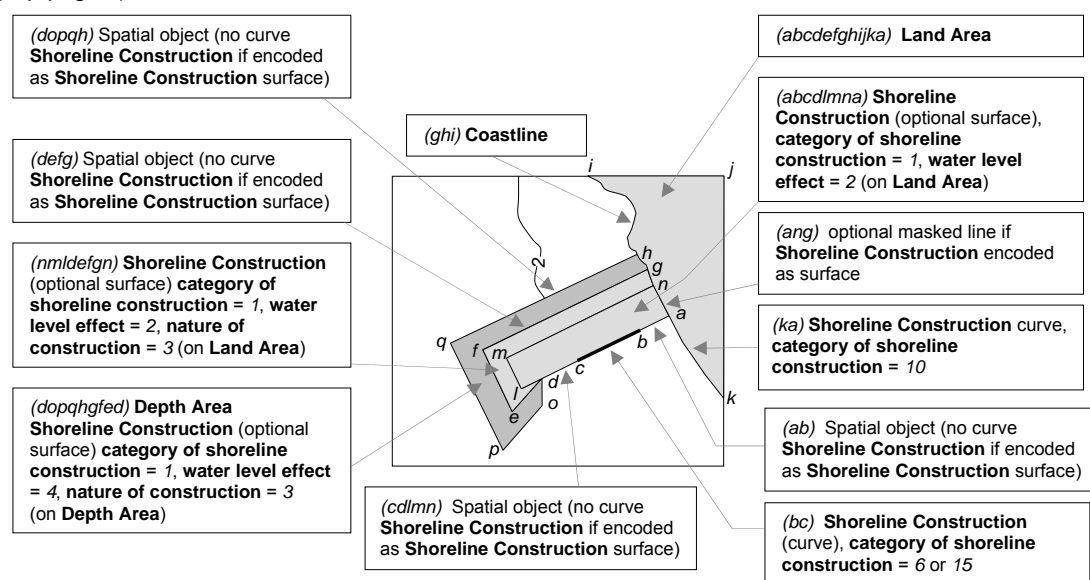 (dopqh) Spatial object (no curve
Shoreline Construction if encoded
as Shoreline Construction surface)
(defg) Spatial object (no curve
Shoreline Construction if encoded
as Shoreline Construction surface)
(nmldefgn) Shoreline Construction
(optional surface) category of
shoreline construction = 1, water
level effect = 2, nature of
construction = 3 (on Land Area)
(dopqhgfed) Depth Area
Shoreline Construction (optional
surface) category of shoreline
construction = 1, water level effect
= 4, nature of construction = 3
(on Depth Area)
(ghi) Coastline
i
j
2
h
g
n
a
q
f
m
b
c
l
d
k
e
o
p
(cdlmn) Spatial object (no curve
Shoreline Construction if encoded
as Shoreline Construction surface)
(abcdefghijka) Land Area
(abcdlmna) Shoreline
Construction (optional surface),
category of shoreline
construction = 1, water level
effect = 2 (on Land Area)
(ang) optional masked line if
Shoreline Construction encoded
as surface
(ka) Shoreline Construction curve,
category of shoreline
construction = 10
(ab) Spatial object (no curve
Shoreline Construction if encoded
as Shoreline Construction surface)
(bc) Shoreline Construction
(curve), category of shoreline
construction = 6 or 15